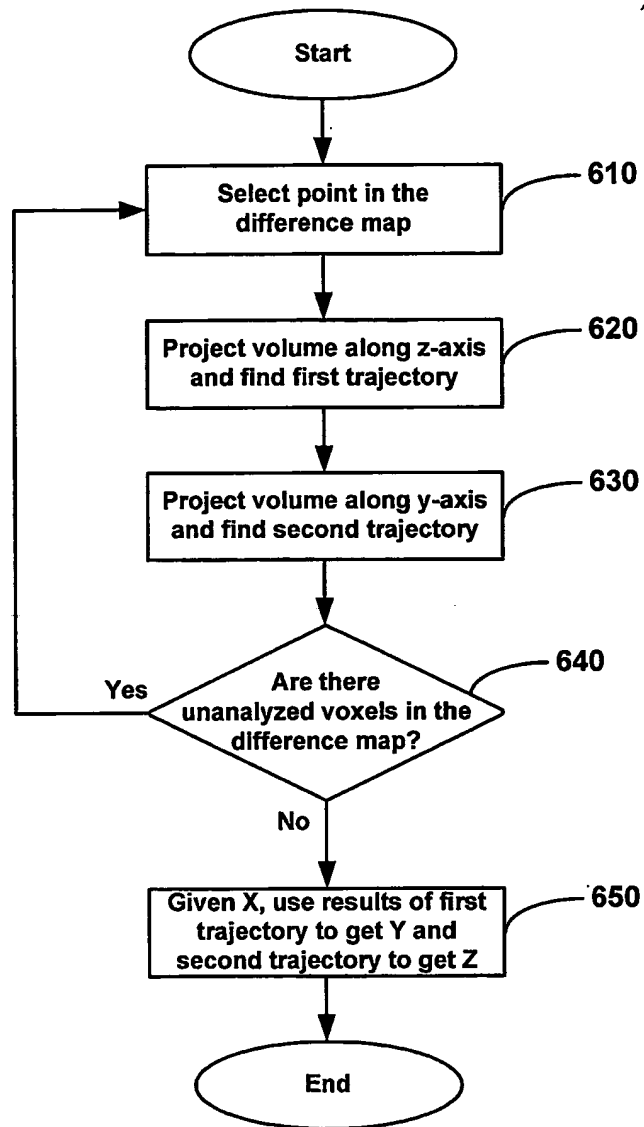 Start
610
Select point in the
difference map
620
Project volume along z-axis
and find first trajectory
630
Project volume along y-axis
and find second trajectory
640
Are there
unanalyzed voxels in the
difference map?
Yes
No
650
Given X, use results of first
trajectory to get Y and
second trajectory to get Z
End